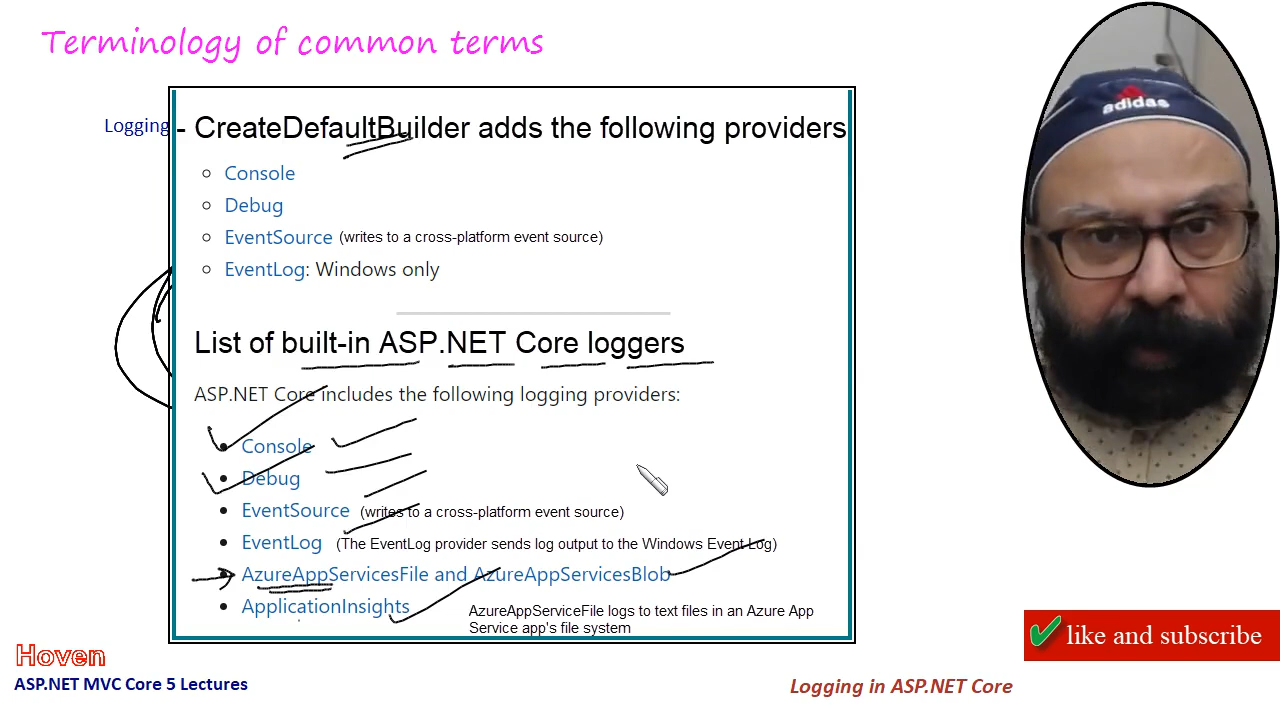 Terminology of common terms
Logging - CreateDefaultBuilder adds the following providers
Console
Debug
EventSource (writes to a cross-platform event source)
EventLog: Windows only
List of built-in ASP.NET Core loggers
ASP.NET Core includes the following logging providers:
Console
Debug
EventSource (writes to a cross-platform event source)
EventLog (The EventLog provider sends log output to the Windows Event Log)
AzureAppServicesFile and AzureAppServicesBlob
ApplicationInsights
AzureAppServiceFile logs to text files in an Azure App
Service app's file system
adidas
like and subscribe
Hoven
ASP.NET MVC Core 5 Lectures
Logging in ASP.NET Core